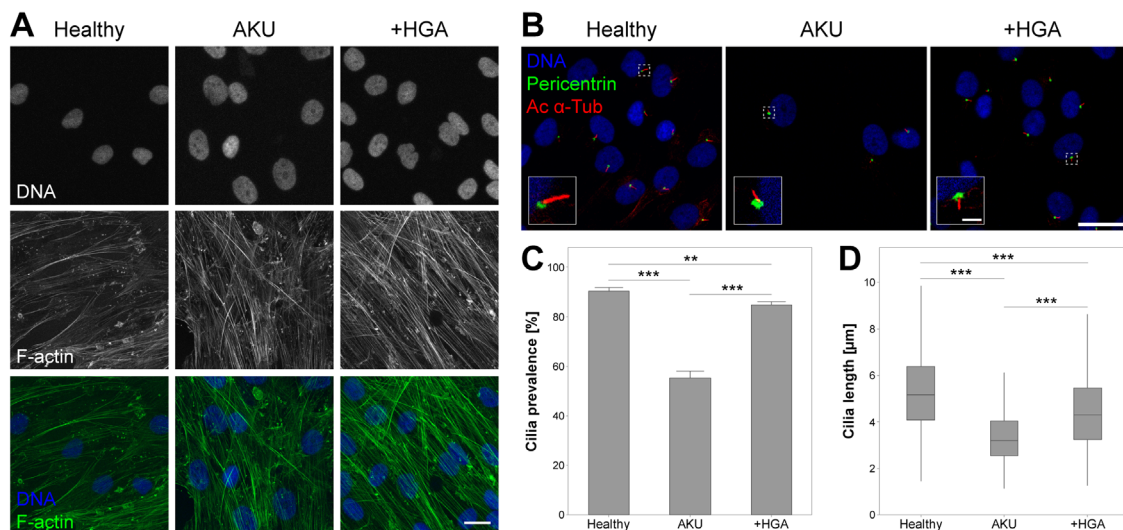 A
Healthy AKU +HGA
DNA
F-actin
DNA
F-actin
B
Healthy AKU +HGA
DNA
Pericentrin
Ac α-Tub
C
Cilia prevalence [%]
100
80
60
40
20
0
**
***
***
Healthy AKU +HGA
D
Cilia length [µm]
10
8
6
4
2
0
***
***
***
Healthy AKU +HGA